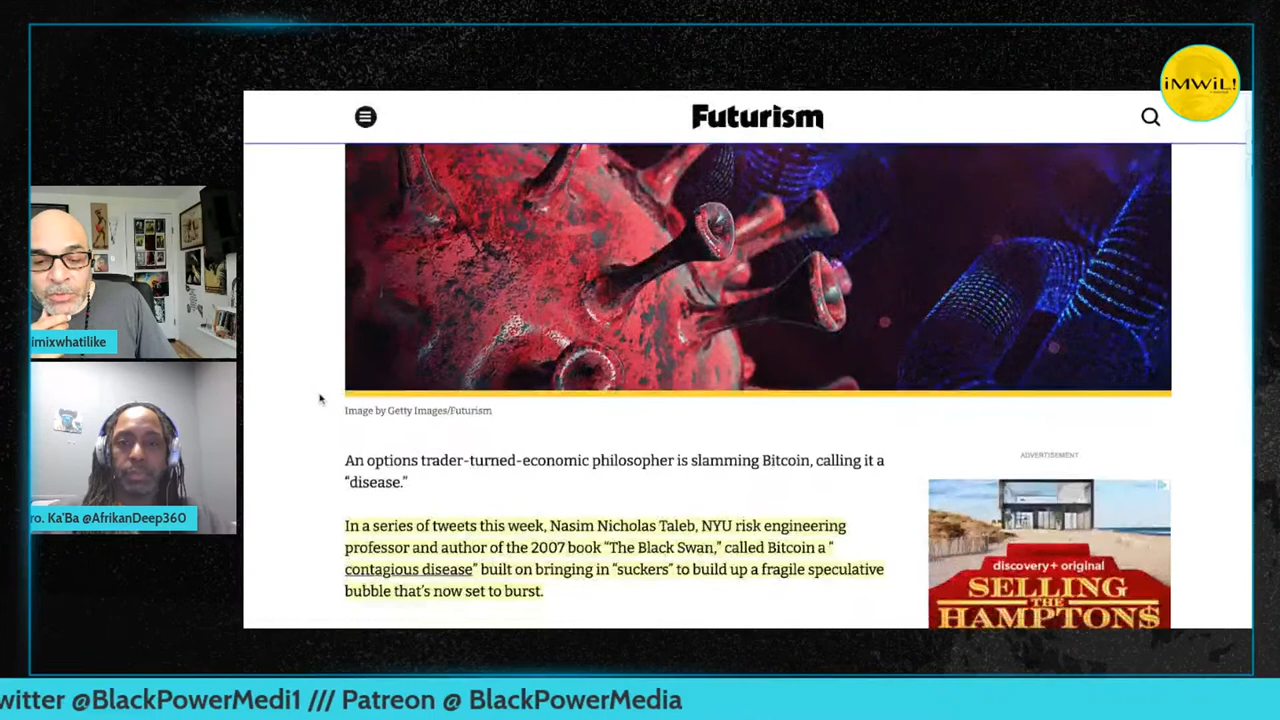 iMWiL!
Futurism
imixwhatilike
ro. Ka'Ba @AfrikanDeep360
Image by Getty Images/Futurism
An options trader-turned-economic philosopher is slamming Bitcoin, calling it a
“disease.”
In a series of tweets this week, Nasim Nicholas Taleb, NYU risk engineering
professor and author of the 2007 book “The Black Swan,” called Bitcoin a “
contagious disease” built on bringing in “suckers” to build up a fragile speculative
bubble that’s now set to burst.
ADVERTISEMENT
discovery+ original
SELLING
THE
HAMPTON$
witter @BlackPowerMedi1 /// Patreon @ BlackPowerMedia